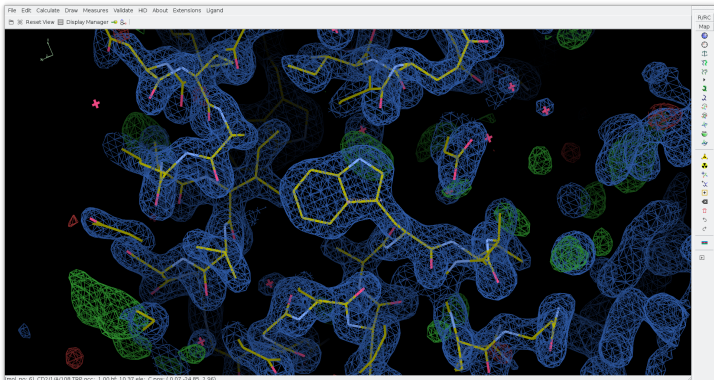 File Edit Calculate Draw Measures Validate HID About Extensions Ligand
Reset View Display Manager
R/RC
Map